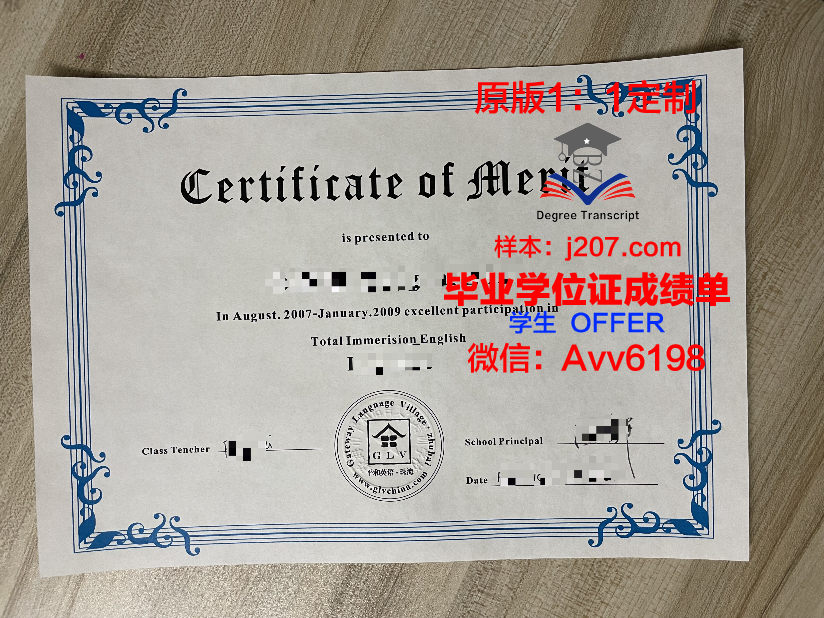 原版1：1定制
Certificate of Merit
Degree Transcript
is presented to
样本：j207.com
毕业学位证成绩单
In August. 2007-January.2009 excellent participation in
学生 OFFER
Total Immerision English
微信：Avv6198
Gateway Language Village· zhuhai
GLV
www.glvchina.com
Class Tencher
School Principal
Date